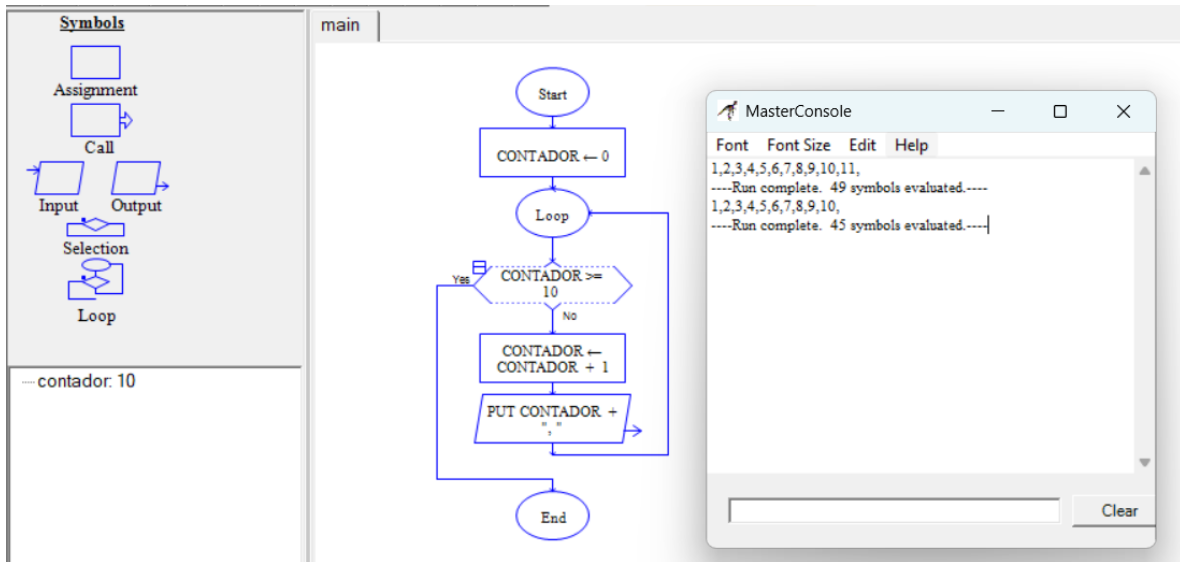 Symbols
Assignment
Call
Input Output
Selection
Loop
contador: 10
main
Start
CONTADOR ← 0
Loop
CONTADOR >=
10
Yes
No
CONTADOR ←
CONTADOR + 1
PUT CONTADOR +
", "
End
MasterConsole
Font Font Size Edit Help
1,2,3,4,5,6,7,8,9,10,11,
----Run complete. 49 symbols evaluated.----
1,2,3,4,5,6,7,8,9,10,
----Run complete. 45 symbols evaluated.----
Clear